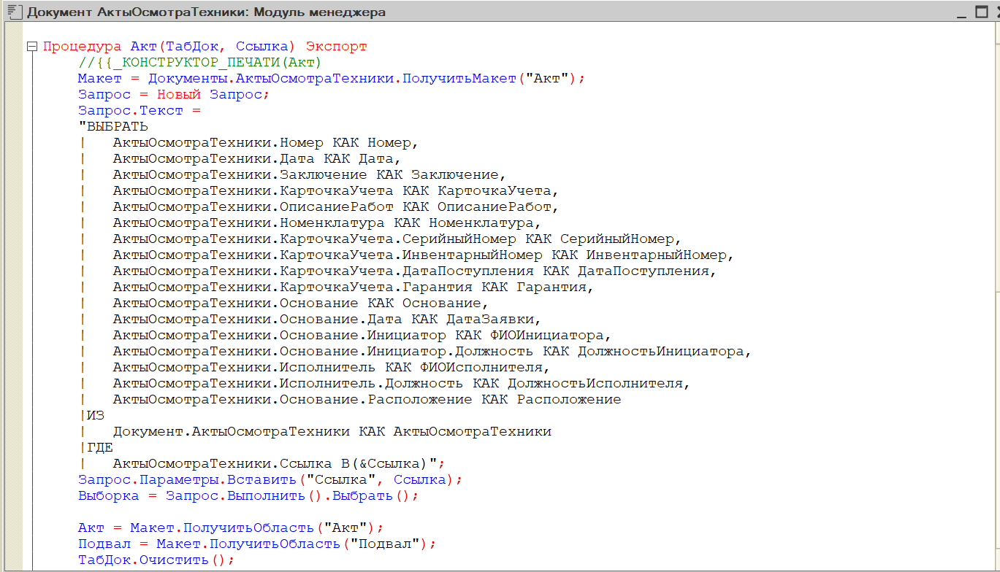 Документ АктыОсмотраТехники: Модуль менеджера
Процедура Акт(ТабДок, Ссылка) Экспорт
//{{_КОНСТРУКТОР_ПЕЧАТИ(Акт)
Макет = Документы.АктыОсмотраТехники.ПолучитьМакет("Акт");
Запрос = Новый Запрос;
Запрос.Текст =
"ВЫБРАТЬ
|   АктыОсмотраТехники.Номер КАК Номер,
|   АктыОсмотраТехники.Дата КАК Дата,
|   АктыОсмотраТехники.Заключение КАК Заключение,
|   АктыОсмотраТехники.КарточкаУчета КАК КарточкаУчета,
|   АктыОсмотраТехники.ОписаниеРабот КАК ОписаниеРабот,
|   АктыОсмотраТехники.Номенклатура КАК Номенклатура,
|   АктыОсмотраТехники.КарточкаУчета.СерийныйНомер КАК СерийныйНомер,
|   АктыОсмотраТехники.КарточкаУчета.ИнвентарныйНомер КАК ИнвентарныйНомер,
|   АктыОсмотраТехники.КарточкаУчета.ДатаПоступления КАК ДатаПоступления,
|   АктыОсмотраТехники.КарточкаУчета.Гарантия КАК Гарантия,
|   АктыОсмотраТехники.Основание КАК Основание,
|   АктыОсмотраТехники.Основание.Дата КАК ДатаЗаявки,
|   АктыОсмотраТехники.Основание.Инициатор КАК ФИОИнициатора,
|   АктыОсмотраТехники.Основание.Инициатор.Должность КАК ДолжностьИнициатора,
|   АктыОсмотраТехники.Исполнитель КАК ФИОИсполнителя,
|   АктыОсмотраТехники.Исполнитель.Должность КАК ДолжностьИсполнителя,
|   АктыОсмотраТехники.Основание.Расположение КАК Расположение
|ИЗ
|   Документ.АктыОсмотраТехники КАК АктыОсмотраТехники
|ГДЕ
|   АктыОсмотраТехники.Ссылка В(&Ссылка)";
Запрос.Параметры.Вставить("Ссылка", Ссылка);
Выборка = Запрос.Выполнить().Выбрать();
Акт = Макет.ПолучитьОбласть("Акт");
Подвал = Макет.ПолучитьОбласть("Подвал");
ТабДок.Очистить();